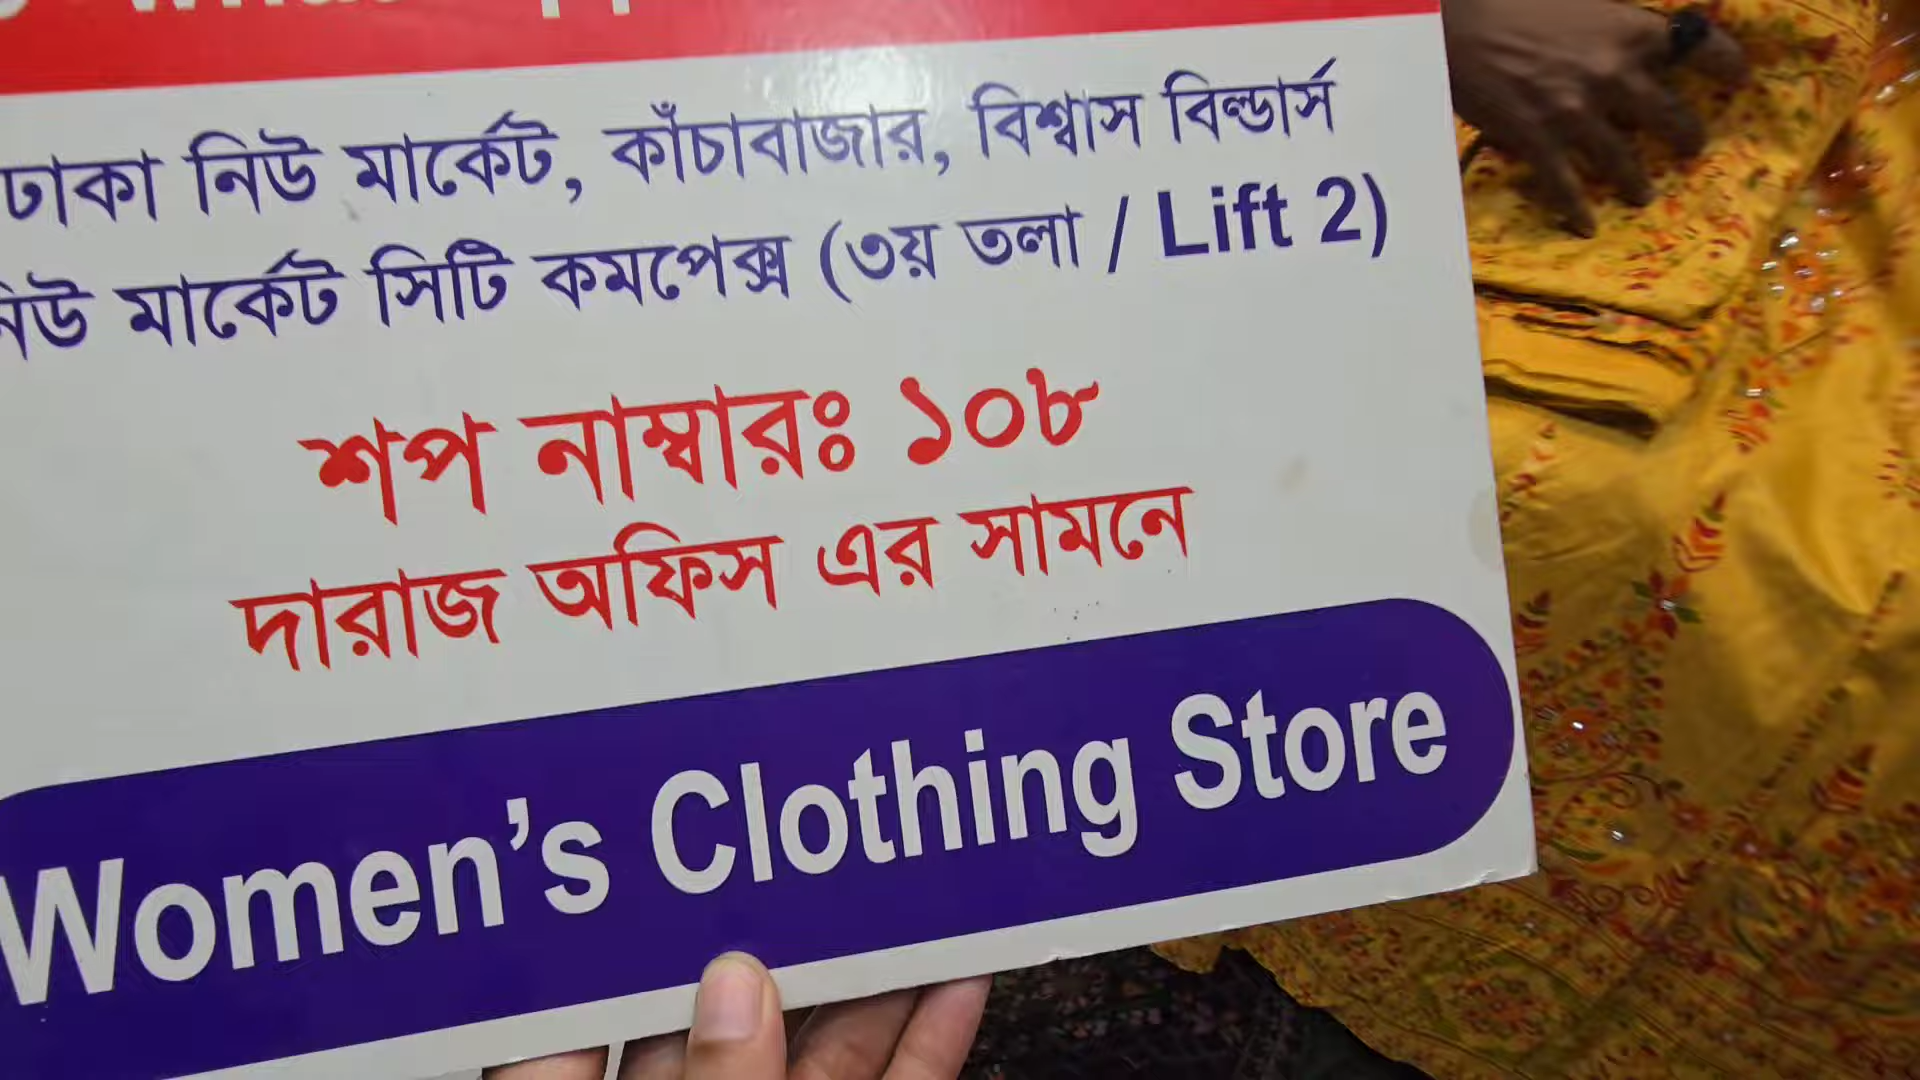 ঢাকা নিউ মার্কেট, কাঁচাবাজার, বিশ্বাস বিল্ডার্স
নিউ মার্কেট সিটি কমপেক্স (৩য় তলা / Lift 2)
শপ নাম্বারঃ ১০৮
দারাজ অফিস এর সামনে
Women's Clothing Store